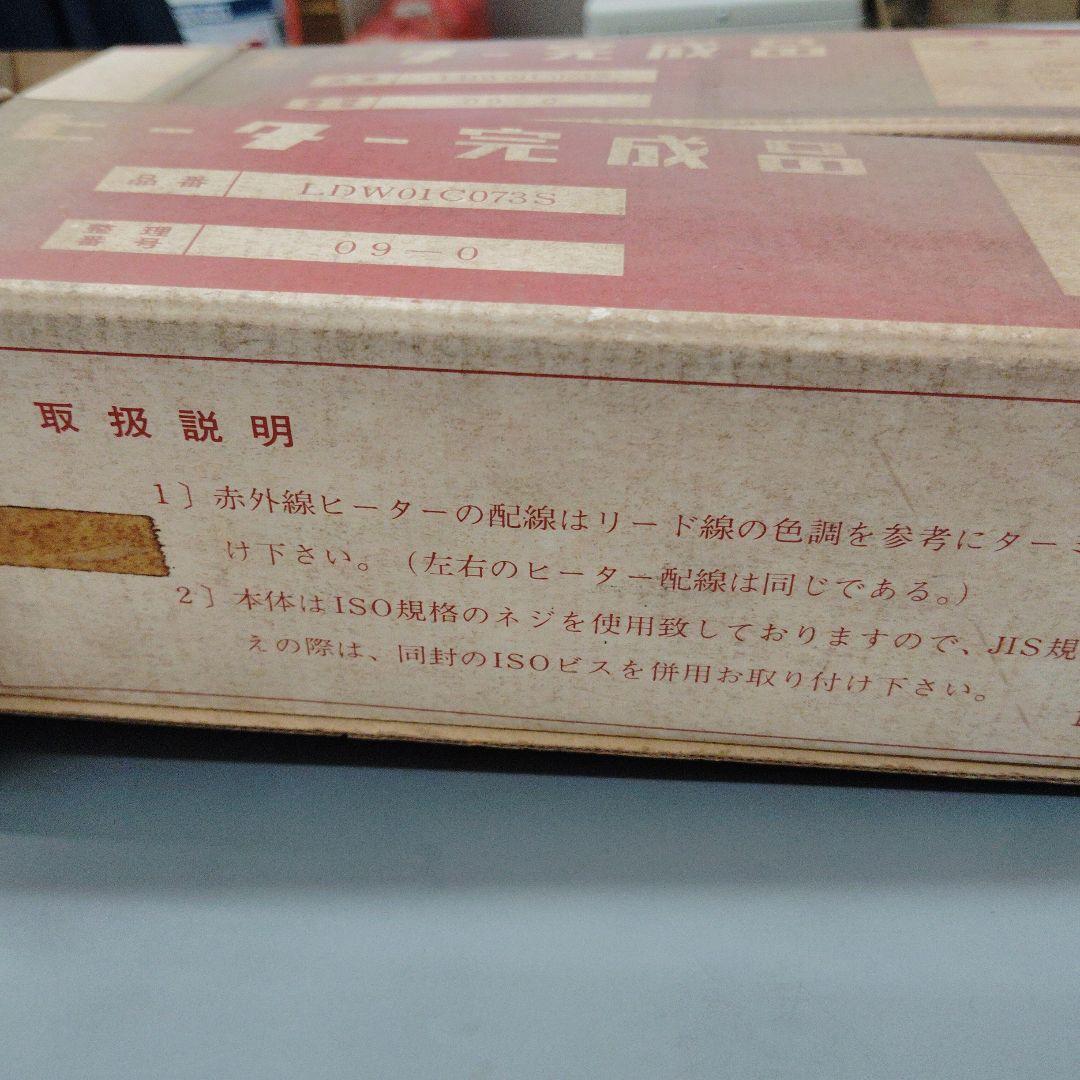 ヒーター完成品
ヒーター完成品
品番 LDW01C073S
整理番号 09-0
取扱説明
1〕赤外線ヒーターの配線はリード線の色調を参考にター
け下さい。(左右のヒーター配線は同じである。)
2〕本体はISO規格のネジを使用致しておりますので、JIS規
えの際は、同封のISOビスを併用お取り付け下さい。